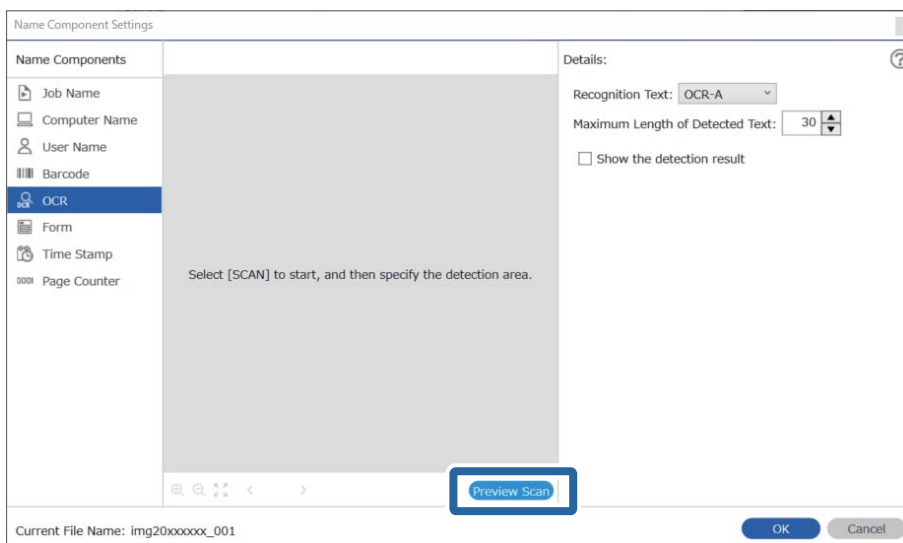 Name Component Settings
Name Components
Job Name
Computer Name
User Name
Barcode
OCR
OCR
Form
Time Stamp
0001 Page Counter
Select [SCAN] to start, and then specify the detection area.
Preview Scan
Details:
?
Recognition Text: OCR-A
Maximum Length of Detected Text: 30
Show the detection result
Current File Name: img20xxxxxx_001
OK
Cancel